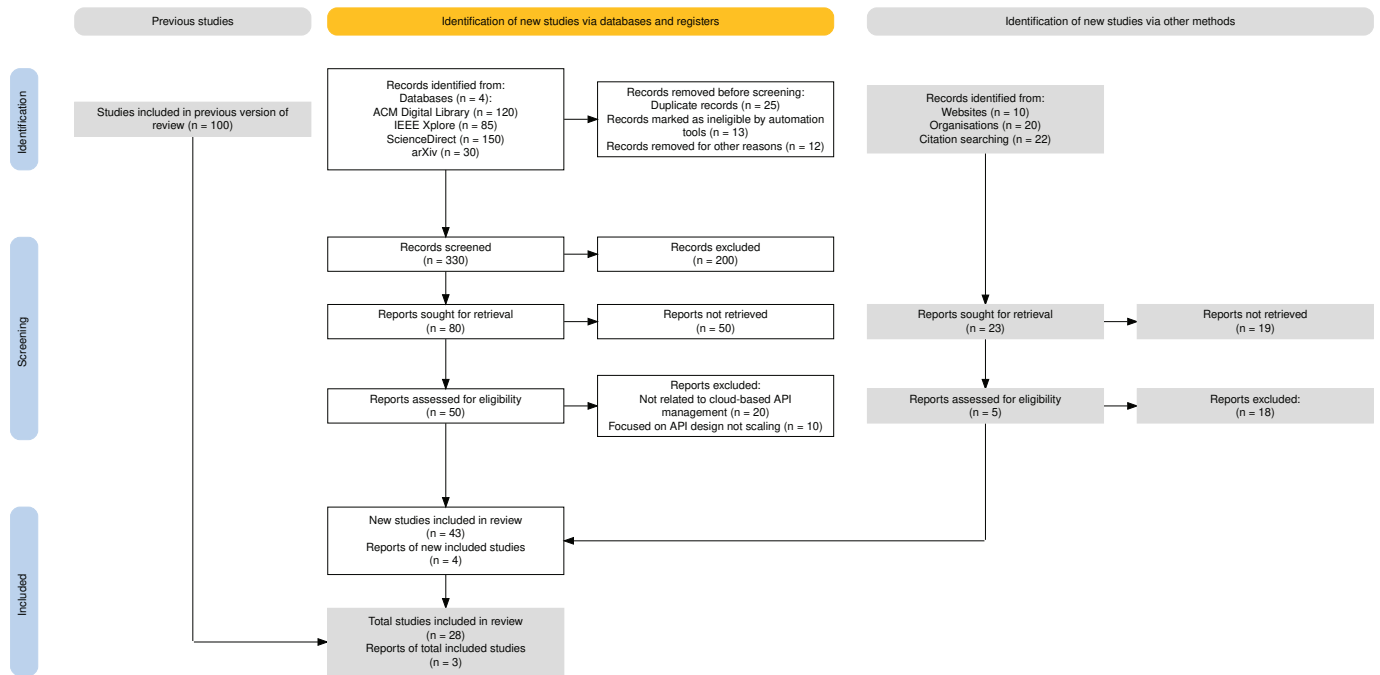 Previous studies
Identification of new studies via databases and registers
Identification of new studies via other methods
Identification
Studies included in previous version of
review (n = 100)
Records identified from:
Databases (n = 4):
ACM Digital Library (n = 120)
IEEE Xplore (n = 85)
ScienceDirect (n = 150)
arXiv (n = 30)
Records removed before screening:
Duplicate records (n = 25)
Records marked as ineligible by automation
tools (n = 13)
Records removed for other reasons (n = 12)
Records identified from:
Websites (n = 10)
Organisations (n = 20)
Citation searching (n = 22)
Screening
Records screened
(n = 330)
Records excluded
(n = 200)
Reports sought for retrieval
(n = 80)
Reports not retrieved
(n = 50)
Reports sought for retrieval
(n = 23)
Reports not retrieved
(n = 19)
Reports assessed for eligibility
(n = 50)
Reports excluded:
Not related to cloud-based API
management (n = 20)
Focused on API design not scaling (n = 10)
Reports assessed for eligibility
(n = 5)
Reports excluded:
(n = 18)
Included
New studies included in review
(n = 43)
Reports of new included studies
(n = 4)
Total studies included in review
(n = 28)
Reports of total included studies
(n = 3)